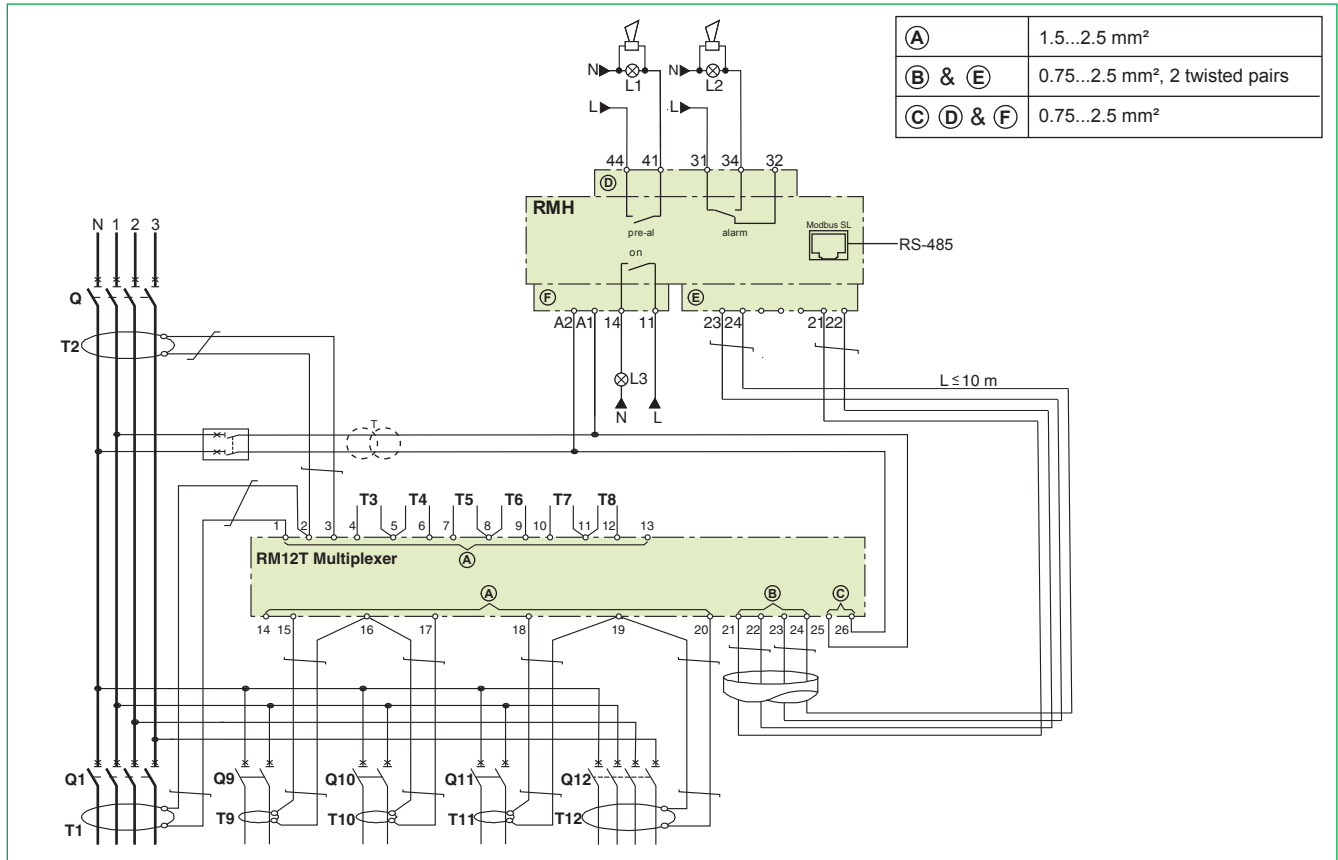 Ⓐ 1.5...2.5 mm²
Ⓑ & Ⓔ 0.75...2.5 mm², 2 twisted pairs
Ⓒ Ⓓ & Ⓕ 0.75...2.5 mm²
N L1 N L2
L L
44 41 31 34 32
Ⓓ
RMH
pre-al alarm Modbus SL
RS-485
on
Ⓕ Ⓔ
A2 A1 14 11 23 24 21 22
N 1 2 3
Q
T2
L3
N L
L ≤ 10 m
T
T3 T4 T5 T6 T7 T8
1 2 3 4 5 6 7 8 9 10 11 12 13
RM12T Multiplexer
Ⓐ
Ⓐ Ⓑ Ⓒ
14 15 16 17 18 19 20 21 22 23 24 25 26
Q1 Q9 Q10 Q11 Q12
T1 T9 T10 T11 T12